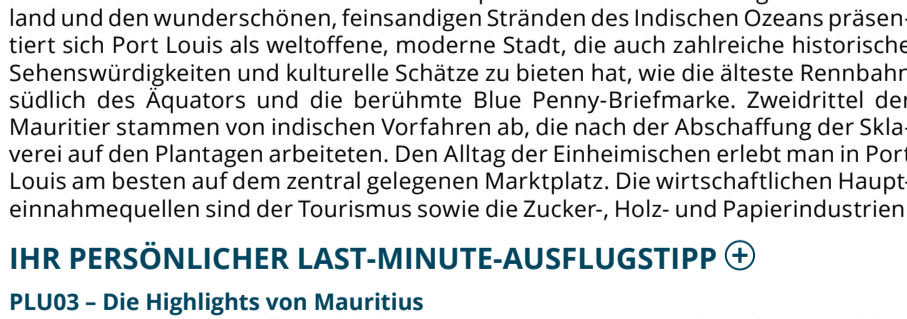 land und den wunderschönen, feinsandigen Stränden des Indischen Ozeans präsen-
tiert sich Port Louis als weltoffene, moderne Stadt, die auch zahlreiche historische
Sehenswürdigkeiten und kulturelle Schätze zu bieten hat, wie die älteste Rennbahn
südlich des Äquators und die berühmte Blue Penny-Briefmarke. Zweidrittel der
Mauritier stammen von indischen Vorfahren ab, die nach der Abschaffung der Skla-
verei auf den Plantagen arbeiteten. Den Alltag der Einheimischen erlebt man in Port
Louis am besten auf dem zentral gelegenen Marktplatz. Die wirtschaftlichen Haupt-
einnahmequellen sind der Tourismus sowie die Zucker-, Holz- und Papierindustrien
IHR PERSÖNLICHER LAST-MINUTE-AUSFLUGSTIPP
PLU03 – Die Highlights von Mauritius